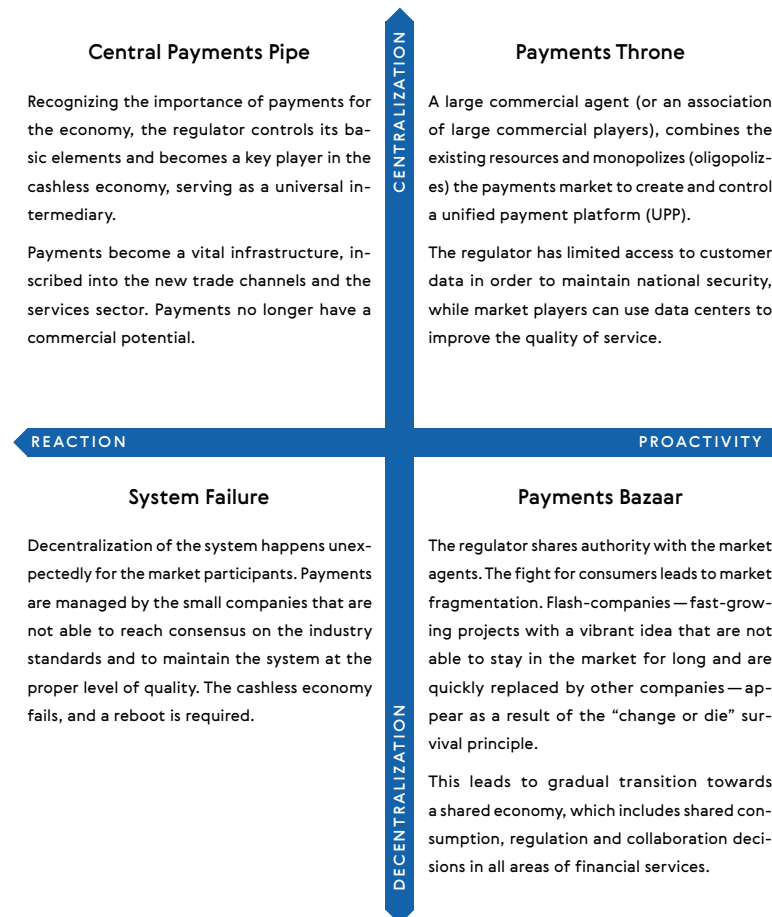 Central Payments Pipe
Recognizing the importance of payments for
the economy, the regulator controls its ba-
sic elements and becomes a key player in the
cashless economy, serving as a universal in-
termediary.
Payments become a vital infrastructure, in-
scribed into the new trade channels and the
services sector. Payments no longer have a
commercial potential.
CENTRALIZATION
Payments Throne
A large commercial agent (or an association
of large commercial players), combines the
existing resources and monopolizes (oligopoliz-
es) the payments market to create and control
a unified payment platform (UPP).
The regulator has limited access to customer
data in order to maintain national security,
while market players can use data centers to
improve the quality of service.
REACTION
PROACTIVITY
System Failure
Decentralization of the system happens unex-
pectedly for the market participants. Payments
are managed by the small companies that are
not able to reach consensus on the industry
standards and to maintain the system at the
proper level of quality. The cashless economy
fails, and a reboot is required.
DECENTRALIZATION
Payments Bazaar
The regulator shares authority with the market
agents. The fight for consumers leads to market
fragmentation. Flash-companies — fast-grow-
ing projects with a vibrant idea that are not
able to stay in the market for long and are
quickly replaced by other companies — ap-
pear as a result of the “change or die” sur-
vival principle.
This leads to gradual transition towards
a shared economy, which includes shared con-
sumption, regulation and collaboration deci-
sions in all areas of financial services.